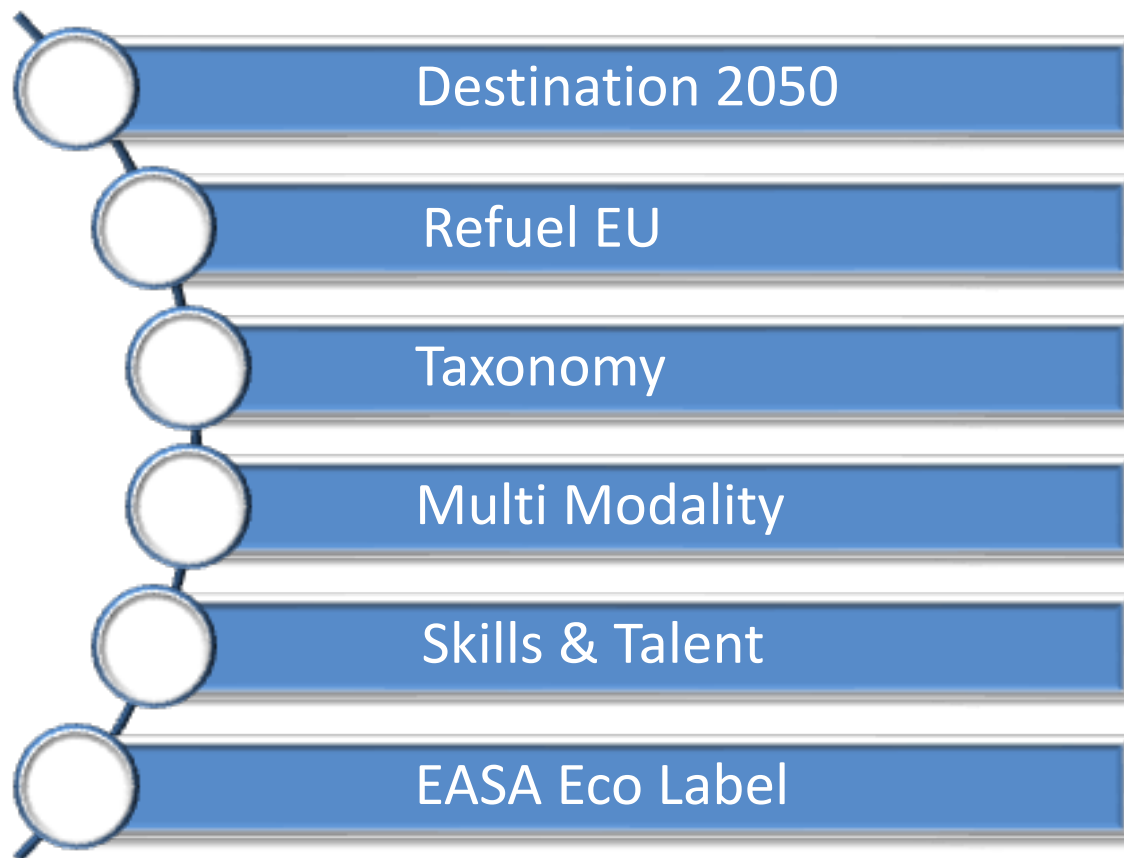 Destination 2050
Refuel EU
Taxonomy
Multi Modality
Skills & Talent
EASA Eco Label